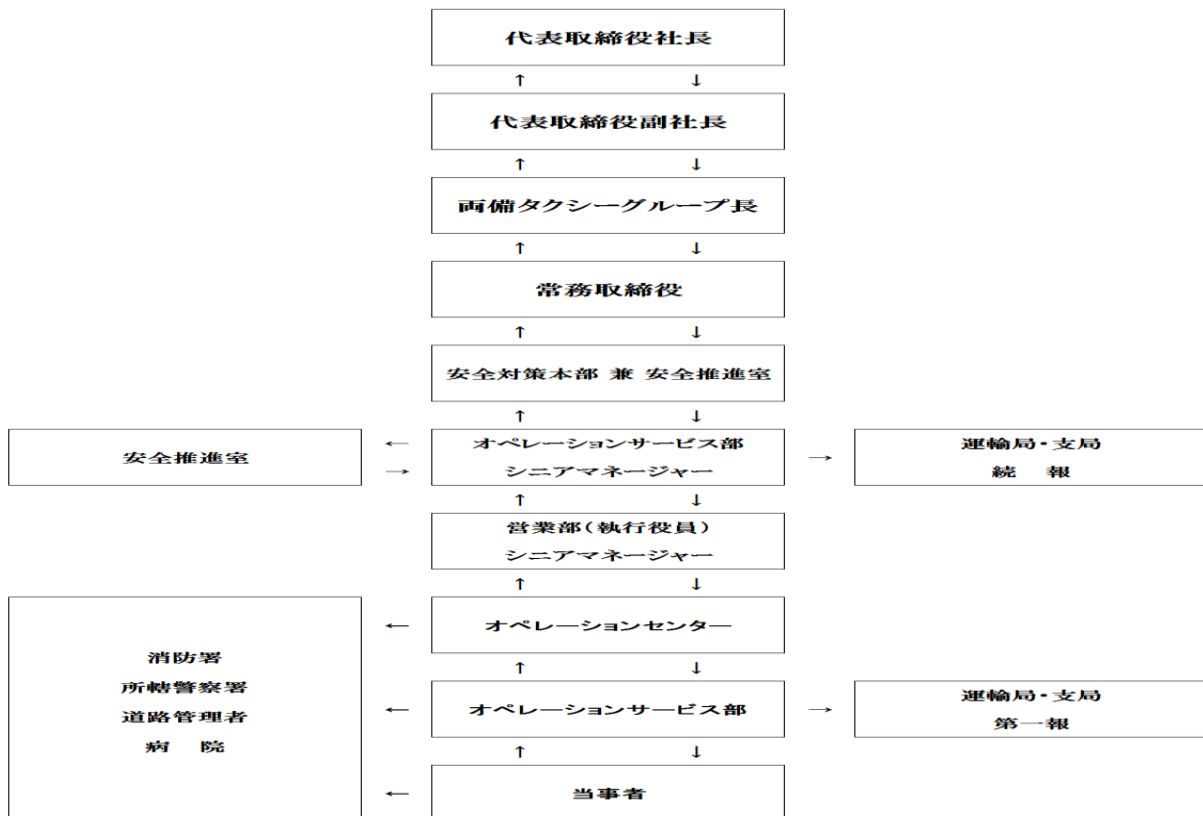 代表取締役社長
↑ ↓
代表取締役副社長
↑ ↓
両備タクシーグループ長
↑ ↓
常務取締役
↑ ↓
安全対策本部 兼 安全推進室
↑ ↓
安全推進室
← →
オペレーションサービス部
シニアマネージャー
→
運輸局・支局
続 報
↑ ↓
営業部(執行役員)
シニアマネージャー
↑ ↓
消防署
所轄警察署
道路管理者
病 院
←
オペレーションセンター
↑ ↓
←
オペレーションサービス部
→
運輸局・支局
第一報
↑ ↓
←
当事者